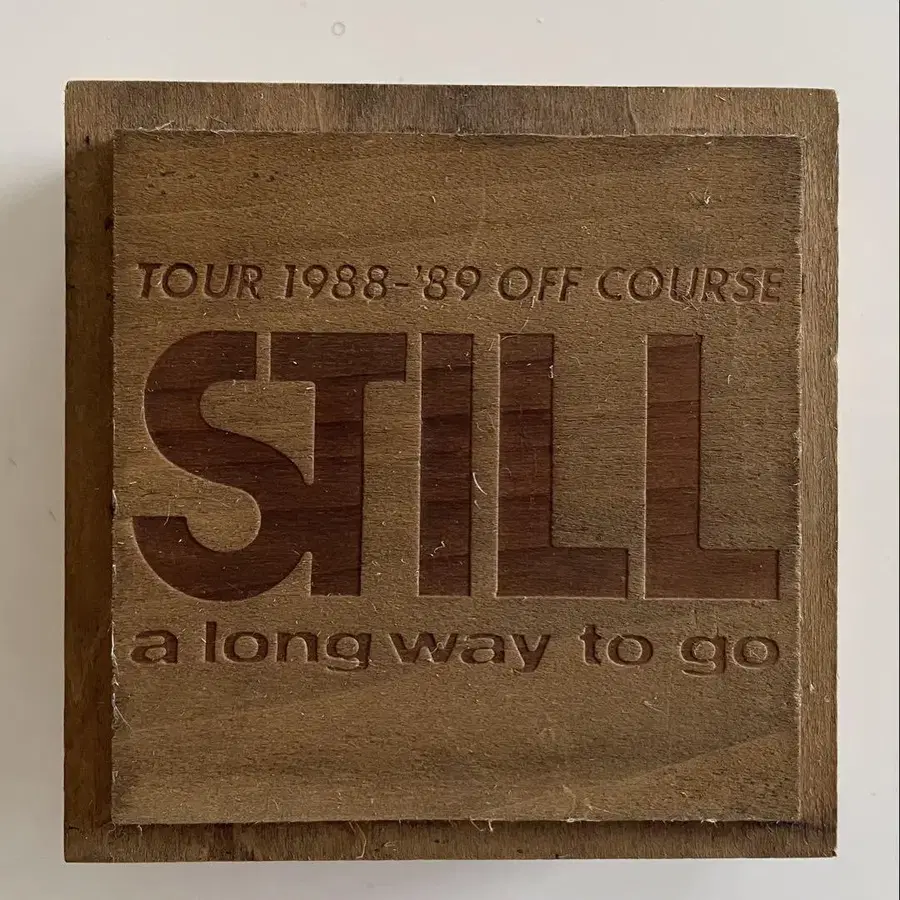 TOUR 1988-'89 OFF COURSE
STILL
a long way to go